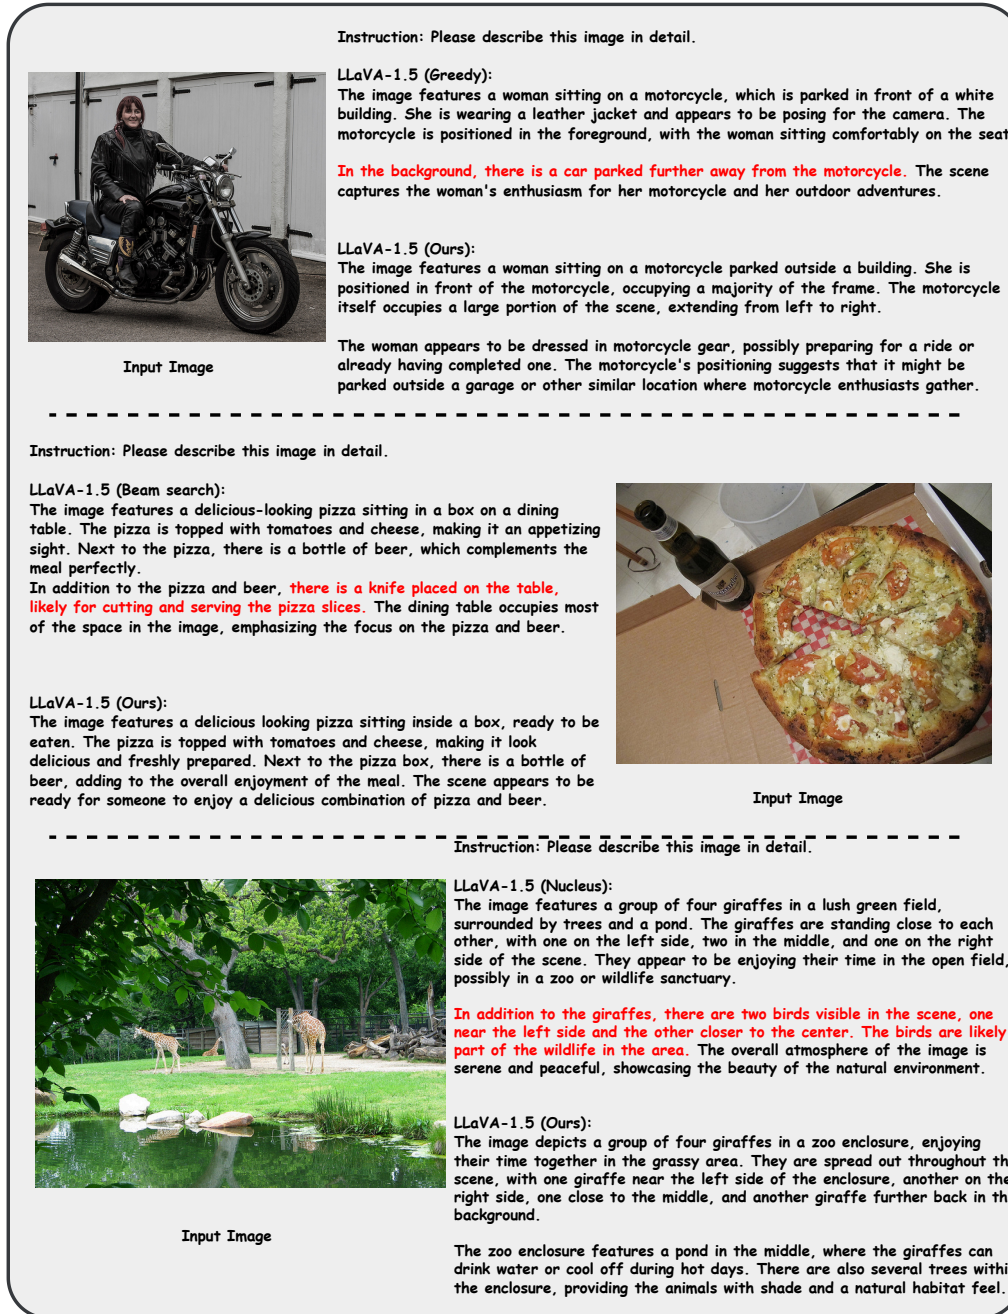 Instruction: Please describe this image in detail.
LLaVA-1.5 (Greedy):
The image features a woman sitting on a motorcycle, which is parked in front of a white
building. She is wearing a leather jacket and appears to be posing for the camera. The
motorcycle is positioned in the foreground, with the woman sitting comfortably on the seat
In the background, there is a car parked further away from the motorcycle. The scene
captures the woman's enthusiasm for her motorcycle and her outdoor adventures.
LLaVA-1.5 (Ours):
The image features a woman sitting on a motorcycle parked outside a building. She is
positioned in front of the motorcycle, occupying a majority of the frame. The motorcycle
itself occupies a large portion of the scene, extending from left to right.
The woman appears to be dressed in motorcycle gear, possibly preparing for a ride or
already having completed one. The motorcycle's positioning suggests that it might be
parked outside a garage or other similar location where motorcycle enthusiasts gather.
Input Image
Instruction: Please describe this image in detail.
LLaVA-1.5 (Beam search):
The image features a delicious-looking pizza sitting in a box on a dining
table. The pizza is topped with tomatoes and cheese, making it an appetizing
sight. Next to the pizza, there is a bottle of beer, which complements the
meal perfectly.
In addition to the pizza and beer, there is a knife placed on the table,
likely for cutting and serving the pizza slices. The dining table occupies most
of the space in the image, emphasizing the focus on the pizza and beer.
LLaVA-1.5 (Ours):
The image features a delicious looking pizza sitting inside a box, ready to be
eaten. The pizza is topped with tomatoes and cheese, making it look
delicious and freshly prepared. Next to the pizza box, there is a bottle of
beer, adding to the overall enjoyment of the meal. The scene appears to be
ready for someone to enjoy a delicious combination of pizza and beer.
Input Image
Instruction: Please describe this image in detail.
LLaVA-1.5 (Nucleus):
The image features a group of four giraffes in a lush green field,
surrounded by trees and a pond. The giraffes are standing close to each
other, with one on the left side, two in the middle, and one on the right
side of the scene. They appear to be enjoying their time in the open field,
possibly in a zoo or wildlife sanctuary.
In addition to the giraffes, there are two birds visible in the scene, one
near the left side and the other closer to the center. The birds are likely
part of the wildlife in the area. The overall atmosphere of the image is
serene and peaceful, showcasing the beauty of the natural environment.
LLaVA-1.5 (Ours):
The image depicts a group of four giraffes in a zoo enclosure, enjoying
their time together in the grassy area. They are spread out throughout th
scene, with one giraffe near the left side of the enclosure, another on the
right side, one close to the middle, and another giraffe further back in th
background.
The zoo enclosure features a pond in the middle, where the giraffes can
drink water or cool off during hot days. There are also several trees withi
the enclosure, providing the animals with shade and a natural habitat feel.
Input Image